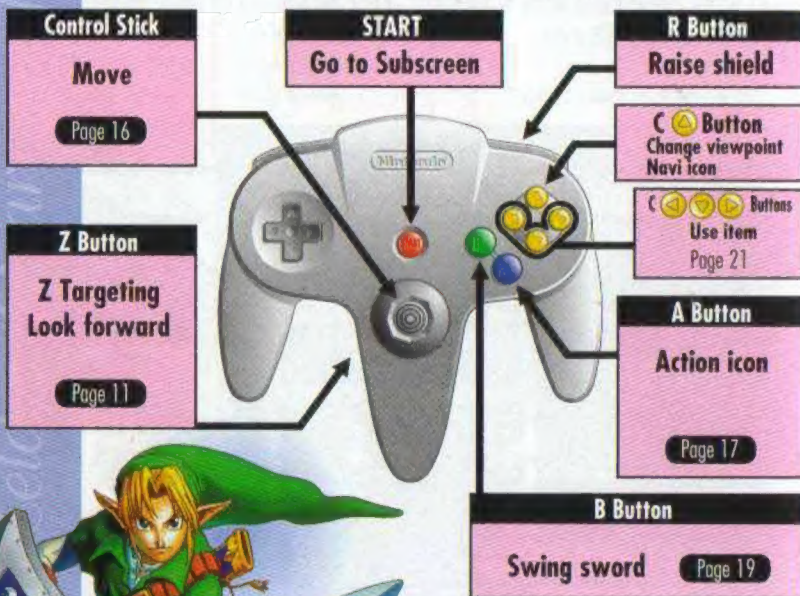 Control Stick
Move
Page 16
START
Go to Subscreen
R Button
Raise shield
C Button
Change viewpoint
Navi icon
C Buttons
Use item
Page 21
Nintendo
Z Button
Z Targeting
Look forward
Page 11
A Button
Action icon
Page 17
B Button
Swing sword Page 19